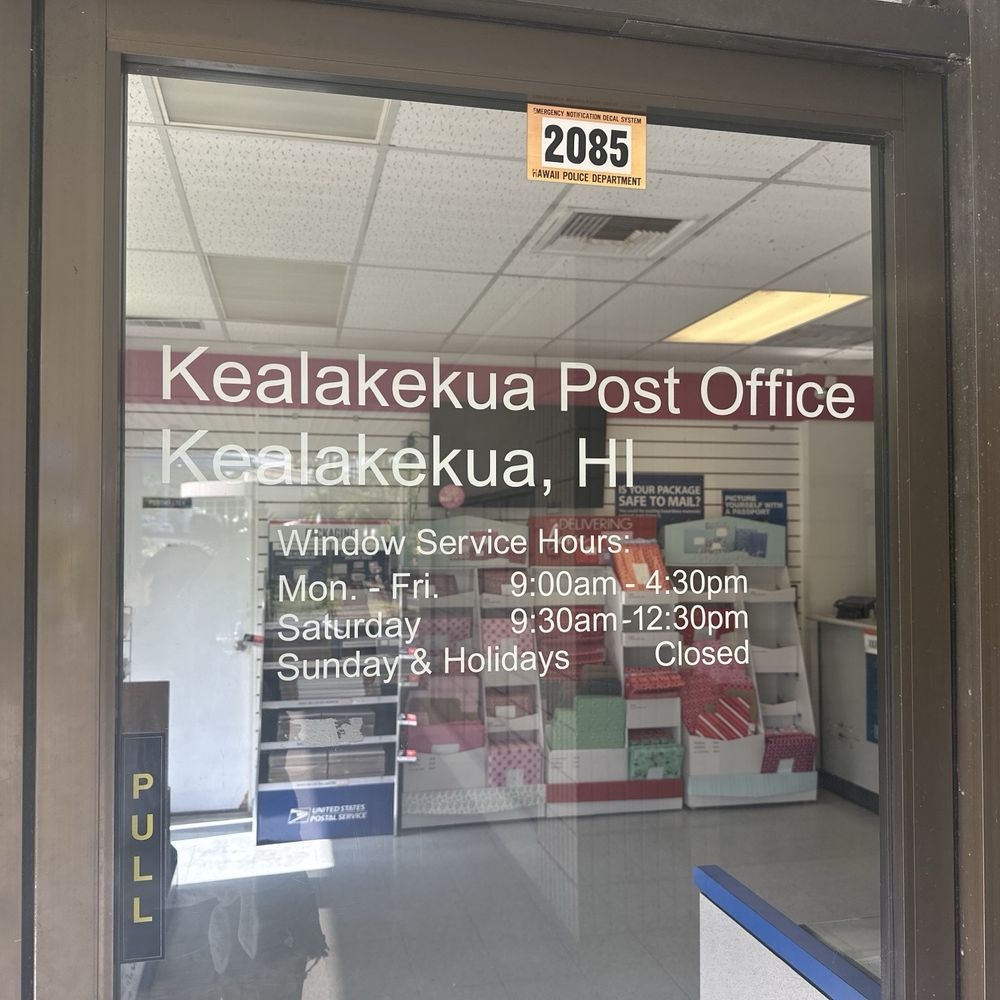 EMERGENCY NOTIFICATION DECAL SYSTEM
2085
HAWAII POLICE DEPARTMENT
Kealakekua Post Office
Kealakekua, HI
IS YOUR PACKAGE
SAFE TO MAIL?
PICTURE
YOURSELF WITH
A PASSPORT
DELIVERING
Window Service Hours:
Mon. - Fri. 9:00am - 4:30pm
Saturday 9:30am-12:30pm
Sunday & Holidays Closed
UNITED STATES
POSTAL SERVICE
PULL